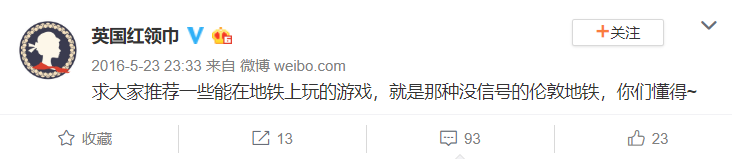 英国红领巾
+关注
2016-5-23 23:33 来自 微博 weibo.com
求大家推荐一些能在地铁上玩的游戏，就是那种没信号的伦敦地铁，你们懂得~
收藏
13
93
23